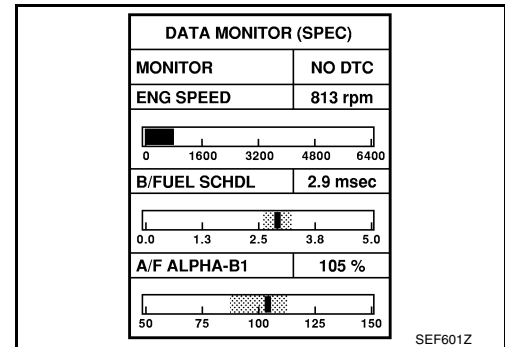 DATA MONITOR (SPEC)
MONITOR NO DTC
ENG SPEED 813 rpm
0 1600 3200 4800 6400
B/FUEL SCHDL 2.9 msec
0.0 1.3 2.5 3.8 5.0
A/F ALPHA-B1 105 %
50 75 100 125 150
SEF601Z